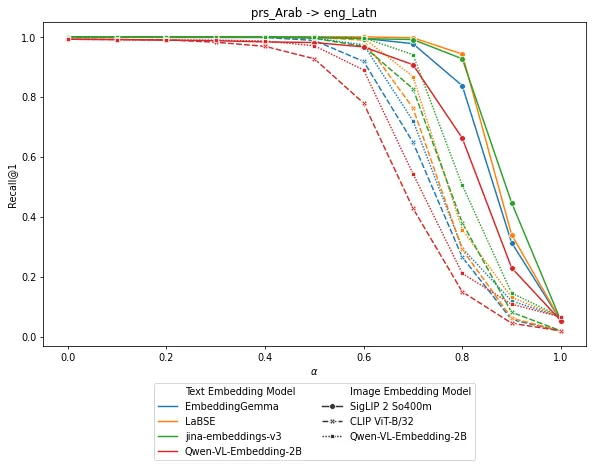 prs_Arab -> eng_Latn
1.0
0.8
0.6
0.4
0.2
0.0
Recall@1
0.0 0.2 0.4 0.6 0.8 1.0
α
Text Embedding Model Image Embedding Model
EmbeddingGemma SigLIP 2 So400m
LaBSE CLIP ViT-B/32
jina-embeddings-v3 Qwen-VL-Embedding-2B
Qwen-VL-Embedding-2B